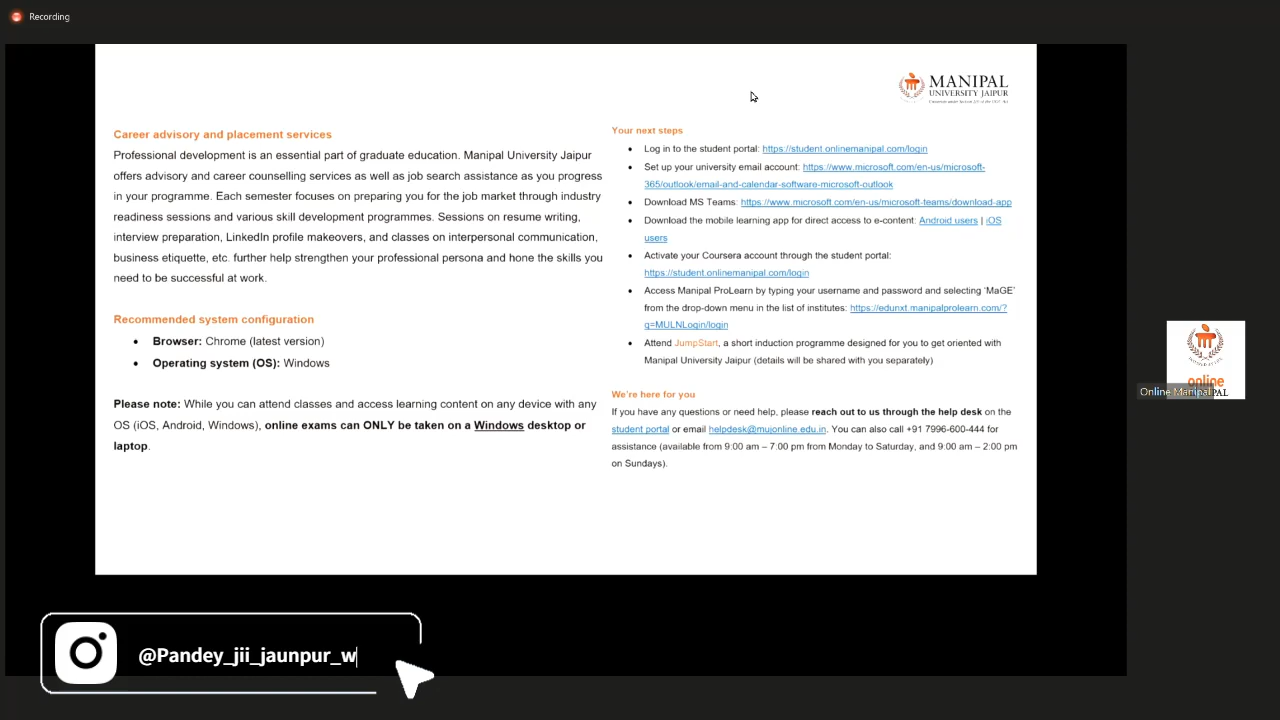 Recording
MANIPAL
UNIVERSITY JAIPUR
Career advisory and placement services
Professional development is an essential part of graduate education. Manipal University Jaipur
offers advisory and career counselling services as well as job search assistance as you progress
in your programme. Each semester focuses on preparing you for the job market through industry
readiness sessions and various skill development programmes. Sessions on resume writing,
interview preparation, LinkedIn profile makeovers, and classes on interpersonal communication,
business etiquette, etc. further help strengthen your professional persona and hone the skills you
need to be successful at work.
Recommended system configuration
• Browser: Chrome (latest version)
• Operating system (OS): Windows
Please note: While you can attend classes and access learning content on any device with any
OS (iOS, Android, Windows), online exams can ONLY be taken on a Windows desktop or
laptop.
Your next steps
• Log in to the student portal: https://student.onlinemanipal.com/login
• Set up your university email account: https://www.microsoft.com/en-us/microsoft-
365/outlook/email-and-calendar-software-microsoft-outlook
• Download MS Teams: https://www.microsoft.com/en-us/microsoft-teams/download-app
• Download the mobile learning app for direct access to e-content: Android users | iOS
users
• Activate your Coursera account through the student portal:
https://student.onlinemanipal.com/login
• Access Manipal ProLearn by typing your username and password and selecting ‘MaGE’
from the drop-down menu in the list of institutes: https://edunxt.manipalprolearn.com/?
q=MULNLogin/login
• Attend JumpStart, a short induction programme designed for you to get oriented with
Manipal University Jaipur (details will be shared with you separately)
We're here for you
If you have any questions or need help, please reach out to us through the help desk on the
student portal or email helpdesk@mujonline.edu.in. You can also call +91 7996-600-444 for
assistance (available from 9:00 am – 7:00 pm from Monday to Saturday, and 9:00 am – 2:00 pm
on Sundays).
online
Online Manipal
@Pandey_jii_jaunpur_w